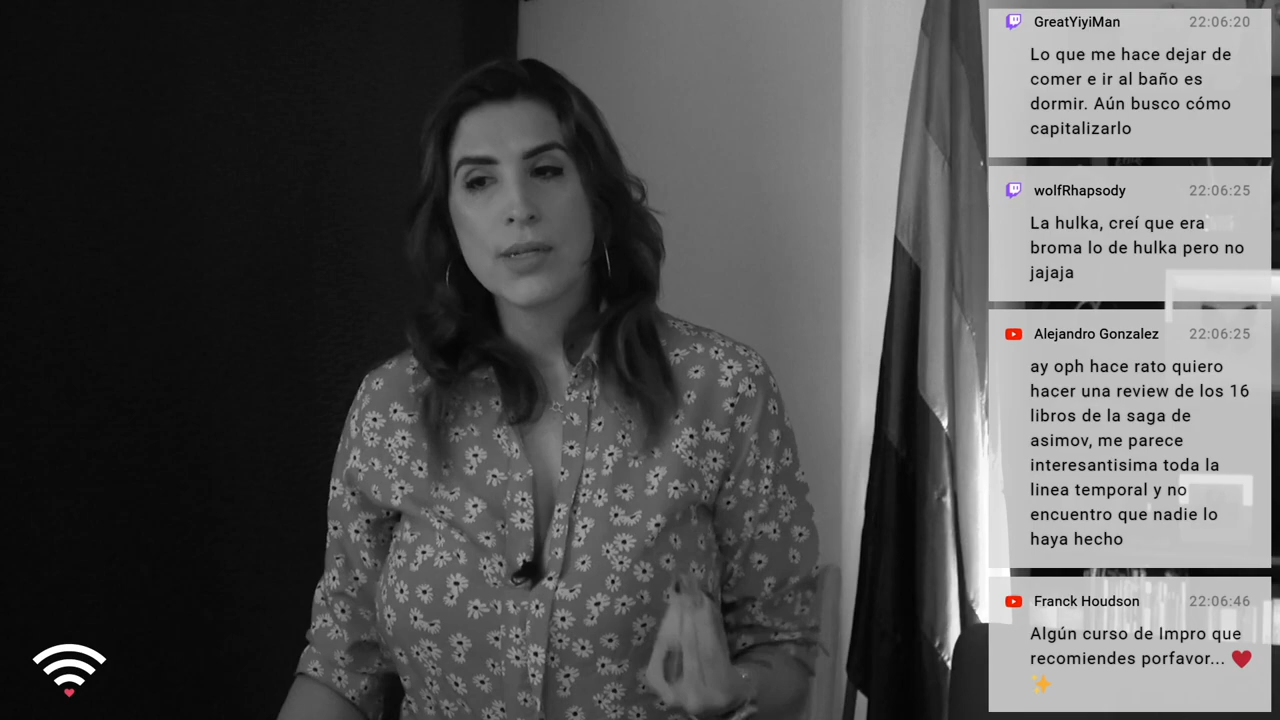 GreatYiyiMan 22:06:20
Lo que me hace dejar de
comer e ir al baño es
dormir. Aún busco cómo
capitalizarlo
wolfRhapsody 22:06:25
La hulka, creí que era
broma lo de hulka pero no
jajaja
Alejandro Gonzalez 22:06:25
ay oph hace rato quiero
hacer una review de los 16
libros de la saga de
asimov, me parece
interesantisima toda la
linea temporal y no
encuentro que nadie lo
haya hecho
Franck Houdson 22:06:46
Algún curso de Impro que
recomiendes porfavor... ❤️
✨